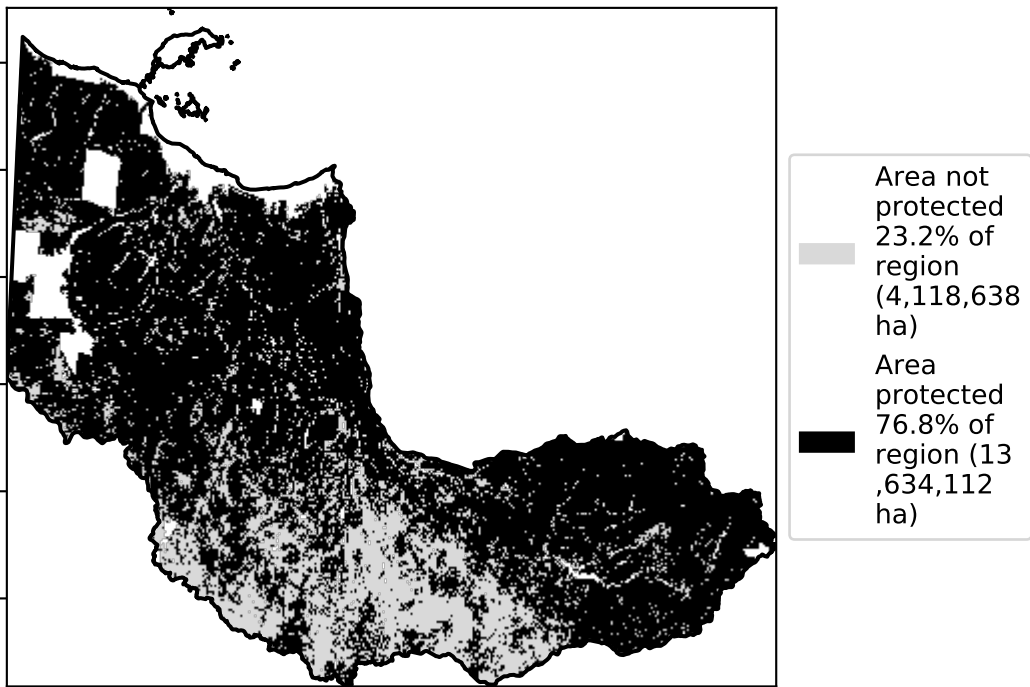 Area not
protected
23.2% of
region
(4,118,638
ha)
Area
protected
76.8% of
region (13
,634,112
ha)